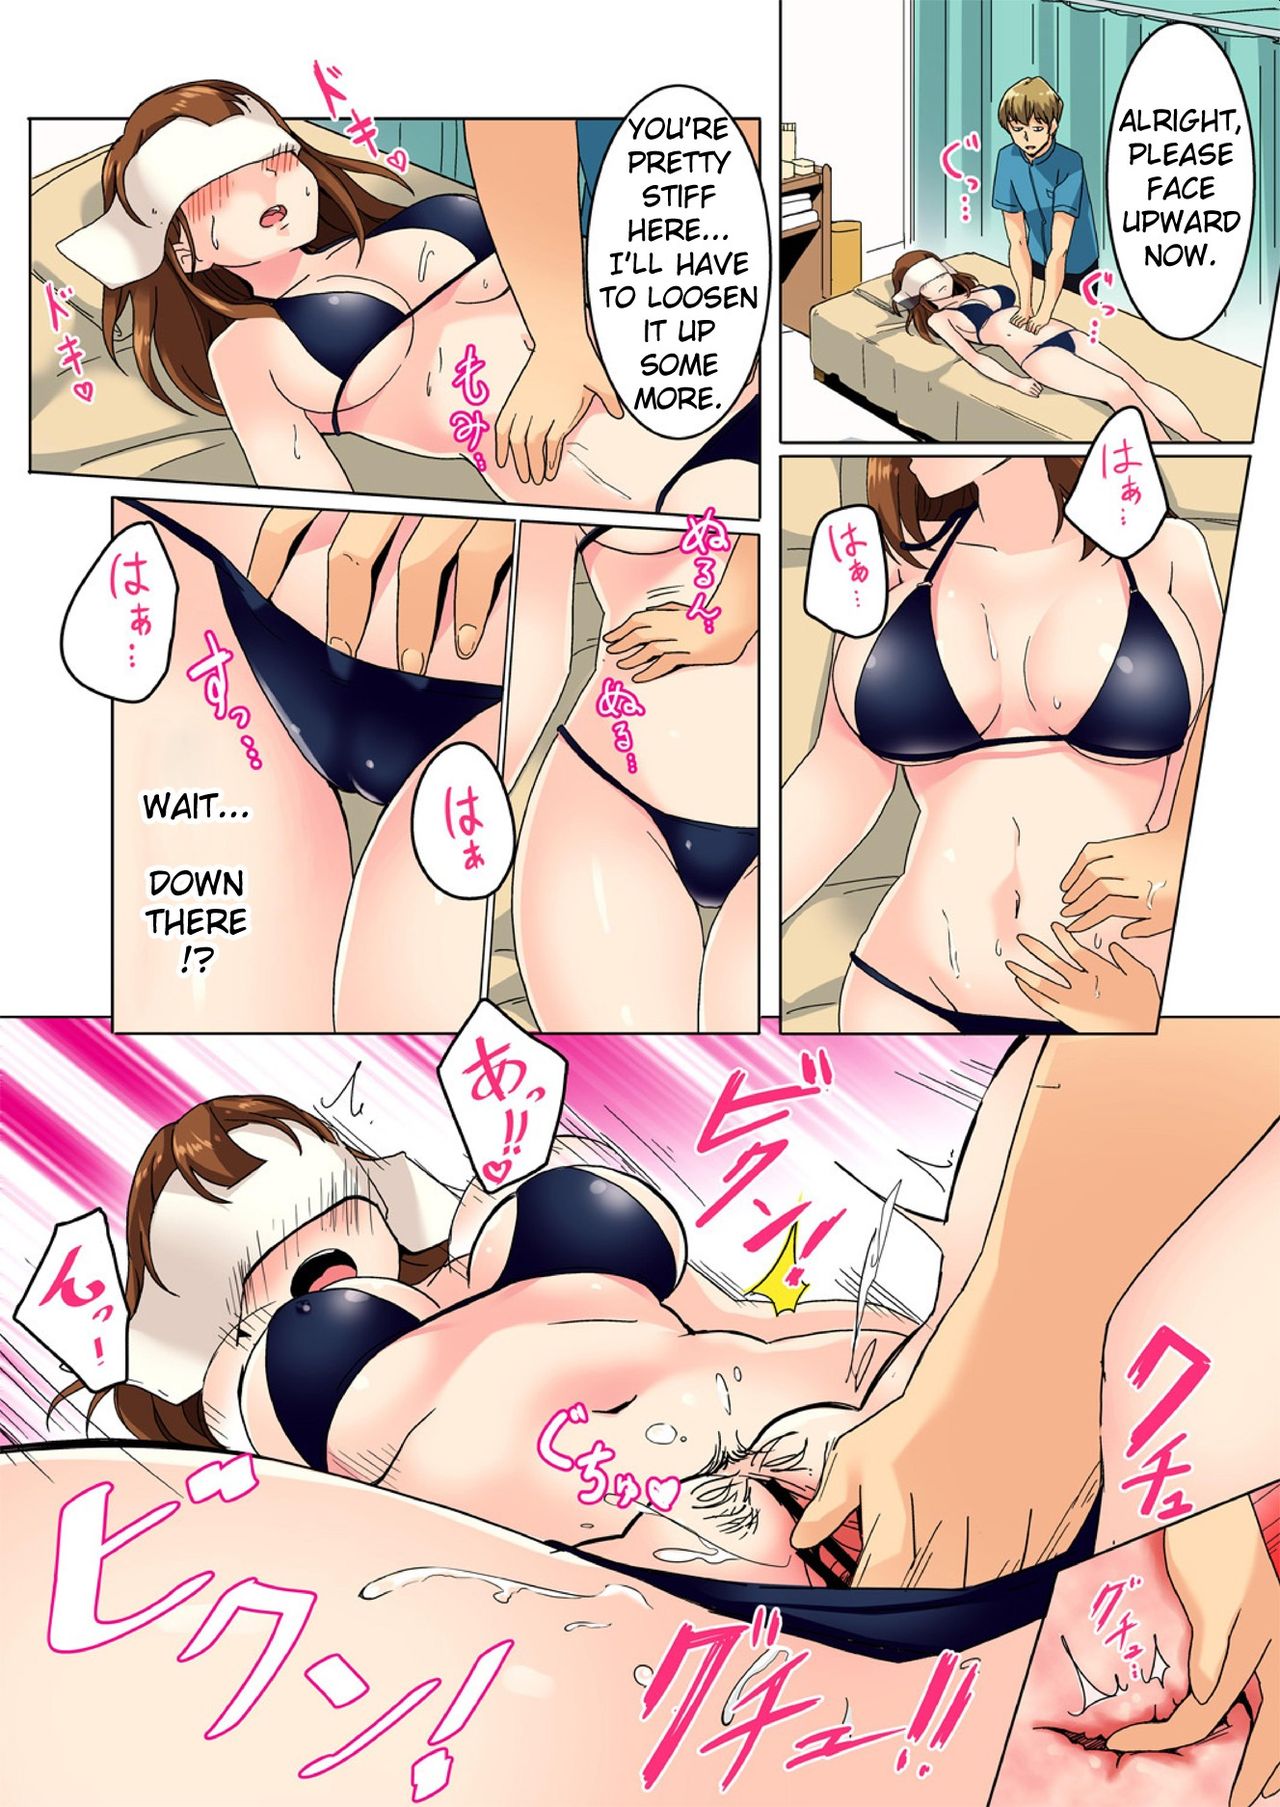 ALRIGHT,
PLEASE
FACE
UPWARD
NOW.
ぐっ…
ぐっ…
YOU'RE
PRETTY
STIFF
HERE...
I'LL HAVE
TO LOOSEN
IT UP
SOME
MORE.
ドキ♡
ドキ♡
もみ…
はぁ…
はぁ…
ぬるん…
ぬる…
はぁ…
すっ…
はぁ
WAIT...
DOWN
THERE
!?
あっ!!♡
んっ!
ビクン!!
クチュ
ぐちゅ♡
ビクン!
グチュ!!
グチュ…